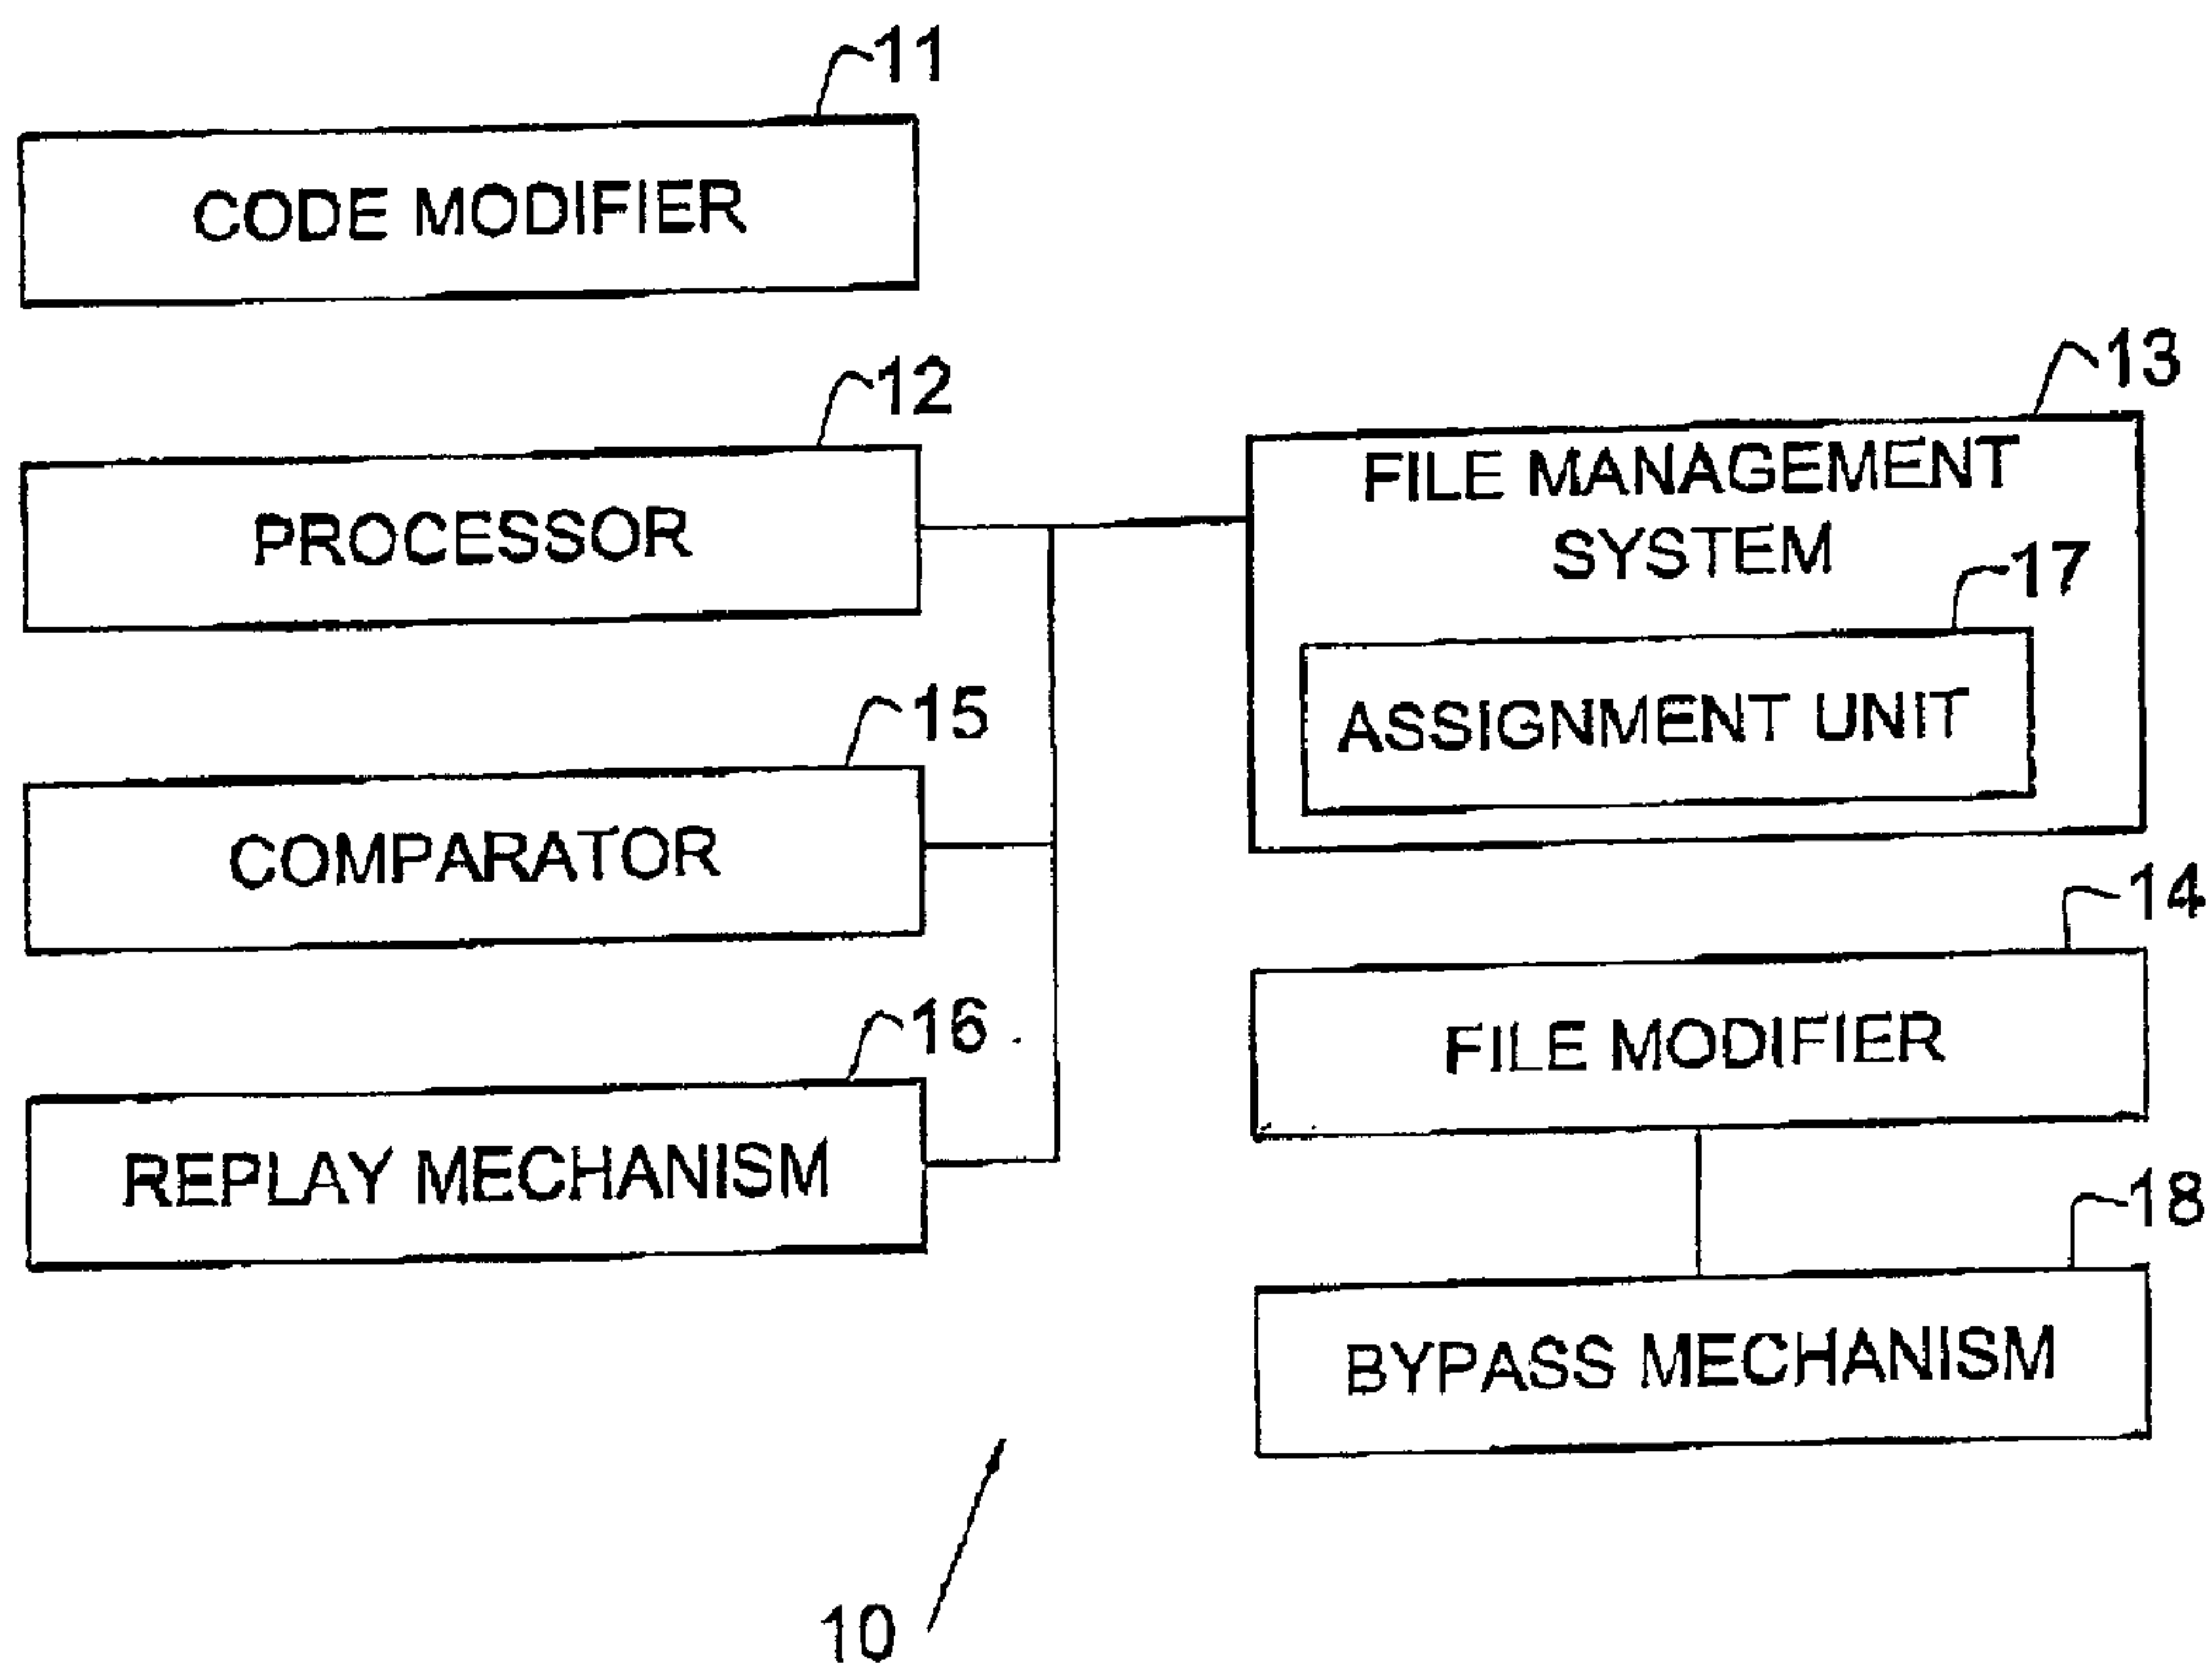 11
CODE MODIFIER
12
PROCESSOR
13
FILE MANAGEMENT
SYSTEM
17
ASSIGNMENT UNIT
15
COMPARATOR
14
FILE MODIFIER
16
REPLAY MECHANISM
18
BYPASS MECHANISM
10